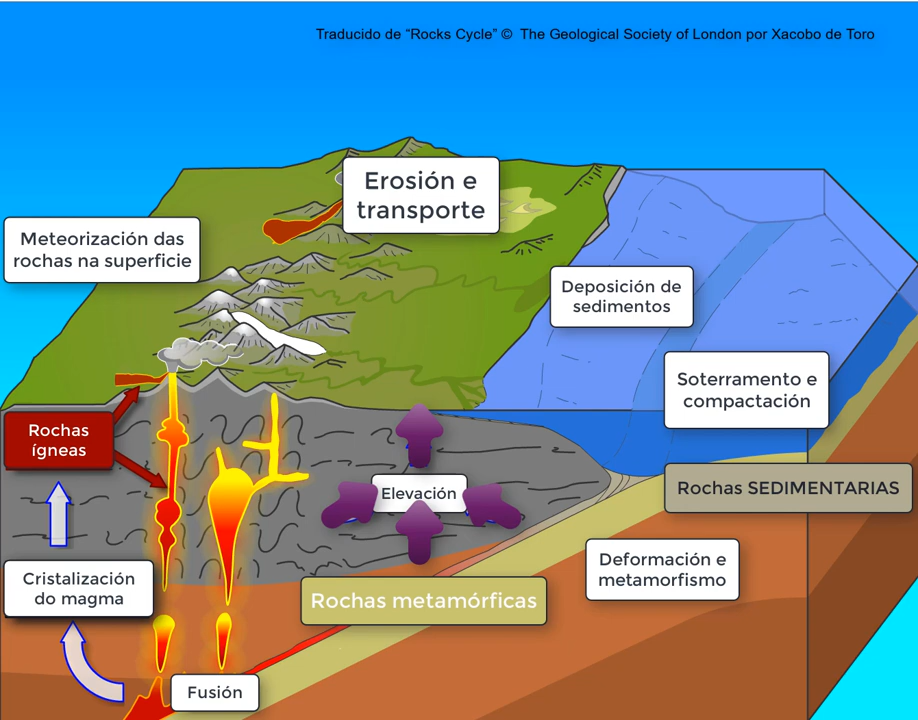 Traducido de “Rocks Cycle” © The Geological Society of London por Xacobo de Toro
Erosión e
transporte
Meteorización das
rochas na superficie
Deposición de
sedimentos
Soterramento e
compactación
Rochas
ígneas
Elevación
Rochas SEDIMENTARIAS
Deformación e
metamorfismo
Cristalización
do magma
Rochas metamórficas
Fusión